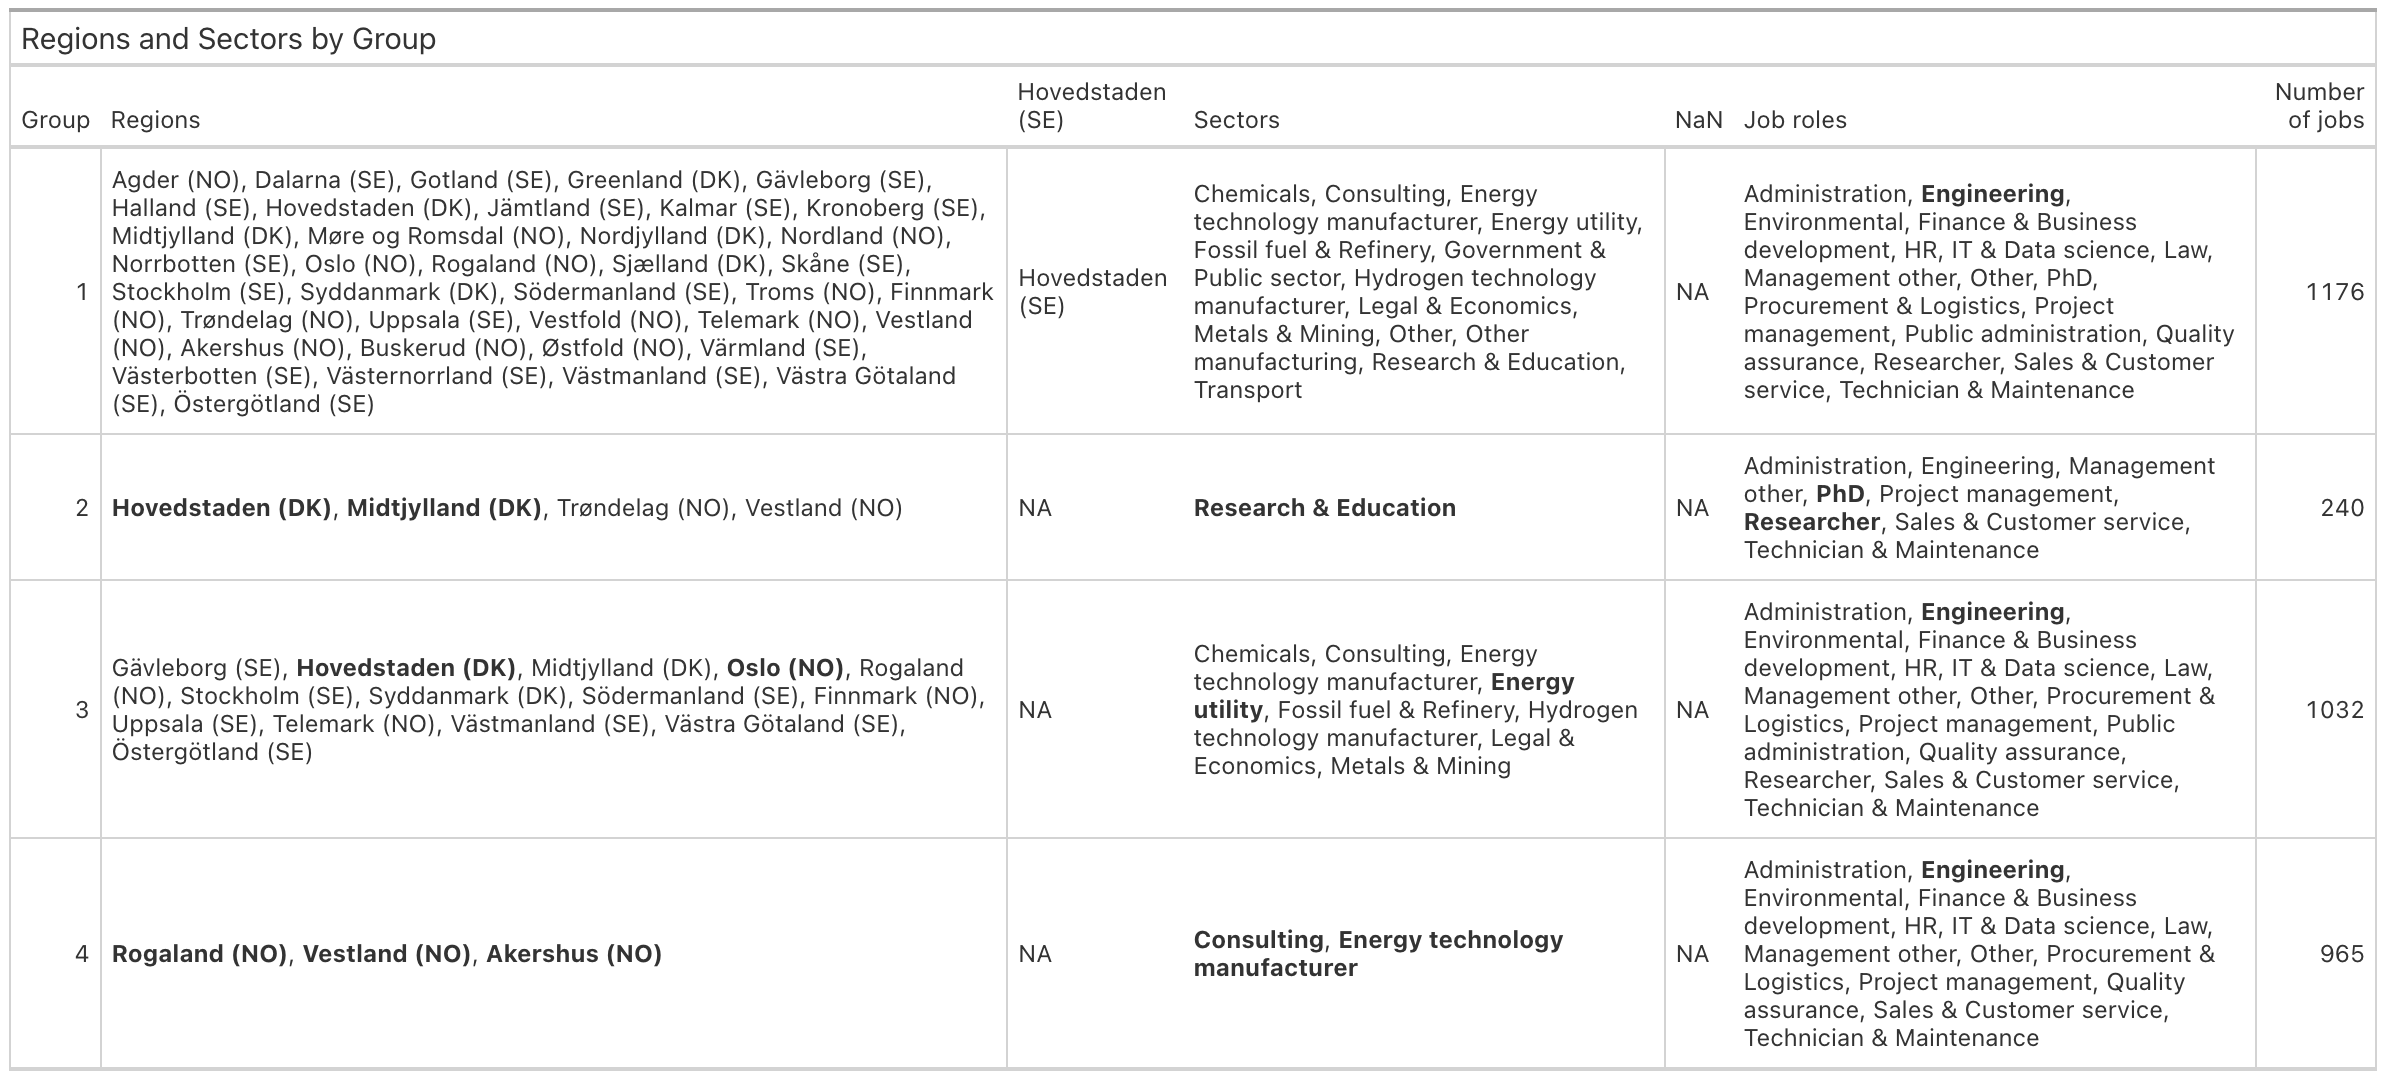 Regions and Sectors by Group
Group Regions Hovedstaden (SE) Sectors NaN Job roles Number of jobs
1
Agder (NO), Dalarna (SE), Gotland (SE), Greenland (DK), Gävleborg (SE),
Halland (SE), Hovedstaden (DK), Jämtland (SE), Kalmar (SE), Kronoberg (SE),
Midtjylland (DK), Møre og Romsdal (NO), Nordjylland (DK), Nordland (NO),
Norrbotten (SE), Oslo (NO), Rogaland (NO), Sjælland (DK), Skåne (SE),
Stockholm (SE), Syddanmark (DK), Södermanland (SE), Troms (NO), Finnmark
(NO), Trøndelag (NO), Uppsala (SE), Vestfold (NO), Telemark (NO), Vestland
(NO), Akershus (NO), Buskerud (NO), Østfold (NO), Värmland (SE),
Västerbotten (SE), Västernorrland (SE), Västmanland (SE), Västra Götaland
(SE), Östergötland (SE)
Hovedstaden
(SE)
Chemicals, Consulting, Energy
technology manufacturer, Energy utility,
Fossil fuel & Refinery, Government &
Public sector, Hydrogen technology
manufacturer, Legal & Economics,
Metals & Mining, Other, Other
manufacturing, Research & Education,
Transport
NA
Administration, Engineering,
Environmental, Finance & Business
development, HR, IT & Data science, Law,
Management other, Other, PhD,
Procurement & Logistics, Project
management, Public administration, Quality
assurance, Researcher, Sales & Customer
service, Technician & Maintenance
1176
2
Hovedstaden (DK), Midtjylland (DK), Trøndelag (NO), Vestland (NO)
NA
Research & Education
NA
Administration, Engineering, Management
other, PhD, Project management,
Researcher, Sales & Customer service,
Technician & Maintenance
240
3
Gävleborg (SE), Hovedstaden (DK), Midtjylland (DK), Oslo (NO), Rogaland
(NO), Stockholm (SE), Syddanmark (DK), Södermanland (SE), Finnmark (NO),
Uppsala (SE), Telemark (NO), Västmanland (SE), Västra Götaland (SE),
Östergötland (SE)
NA
Chemicals, Consulting, Energy
technology manufacturer, Energy
utility, Fossil fuel & Refinery, Hydrogen
technology manufacturer, Legal &
Economics, Metals & Mining
NA
Administration, Engineering,
Environmental, Finance & Business
development, HR, IT & Data science, Law,
Management other, Other, Procurement &
Logistics, Project management, Public
administration, Quality assurance,
Researcher, Sales & Customer service,
Technician & Maintenance
1032
4
Rogaland (NO), Vestland (NO), Akershus (NO)
NA
Consulting, Energy technology
manufacturer
NA
Administration, Engineering,
Environmental, Finance & Business
development, HR, IT & Data science, Law,
Management other, Other, Procurement &
Logistics, Project management, Quality
assurance, Sales & Customer service,
Technician & Maintenance
965